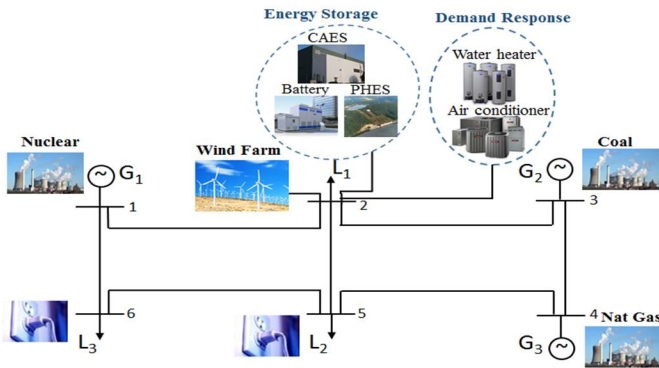 Energy Storage
Demand Response
CAES
Battery
PHES
Water heater
Air conditioner
Nuclear
G1
Wind Farm
L1
G2
Coal
1
2
3
6
5
4
Nat Gas
L3
L2
G3